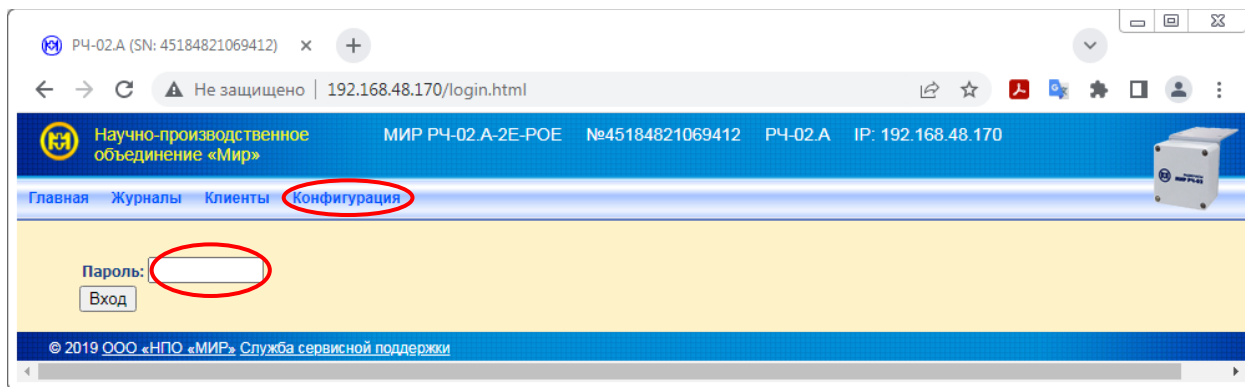 РЧ-02.А (SN: 45184821069412)
Не защищено | 192.168.48.170/login.html
Научно-производственное объединение «Мир»
МИР РЧ-02.А-2Е-РОЕ №45184821069412 РЧ-02.А IP: 192.168.48.170
Главная Журналы Клиенты Конфигурация
Пароль:
Вход
© 2019 ООО «НПО «МИР» Служба сервисной поддержки